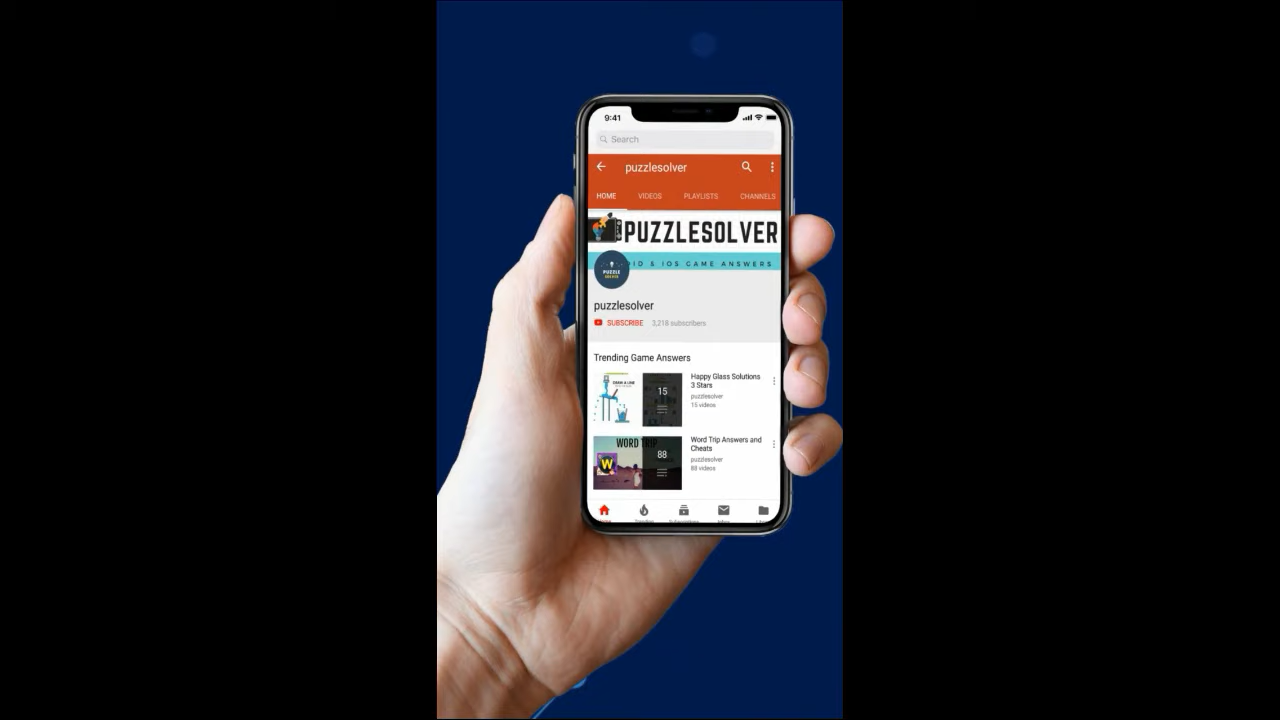 9:41
Search
puzzlesolver
HOME VIDEOS PLAYLISTS CHANNELS
PUZZLESOLVER
ID & IOS GAME ANSWERS
PUZZLE
puzzlesolver
SUBSCRIBE 3,218 subscribers
Trending Game Answers
15
Happy Glass Solutions
3 Stars
puzzlesolver
15 videos
WORD TRIP
W
88
Word Trip Answers and
Cheats
puzzlesolver
88 videos